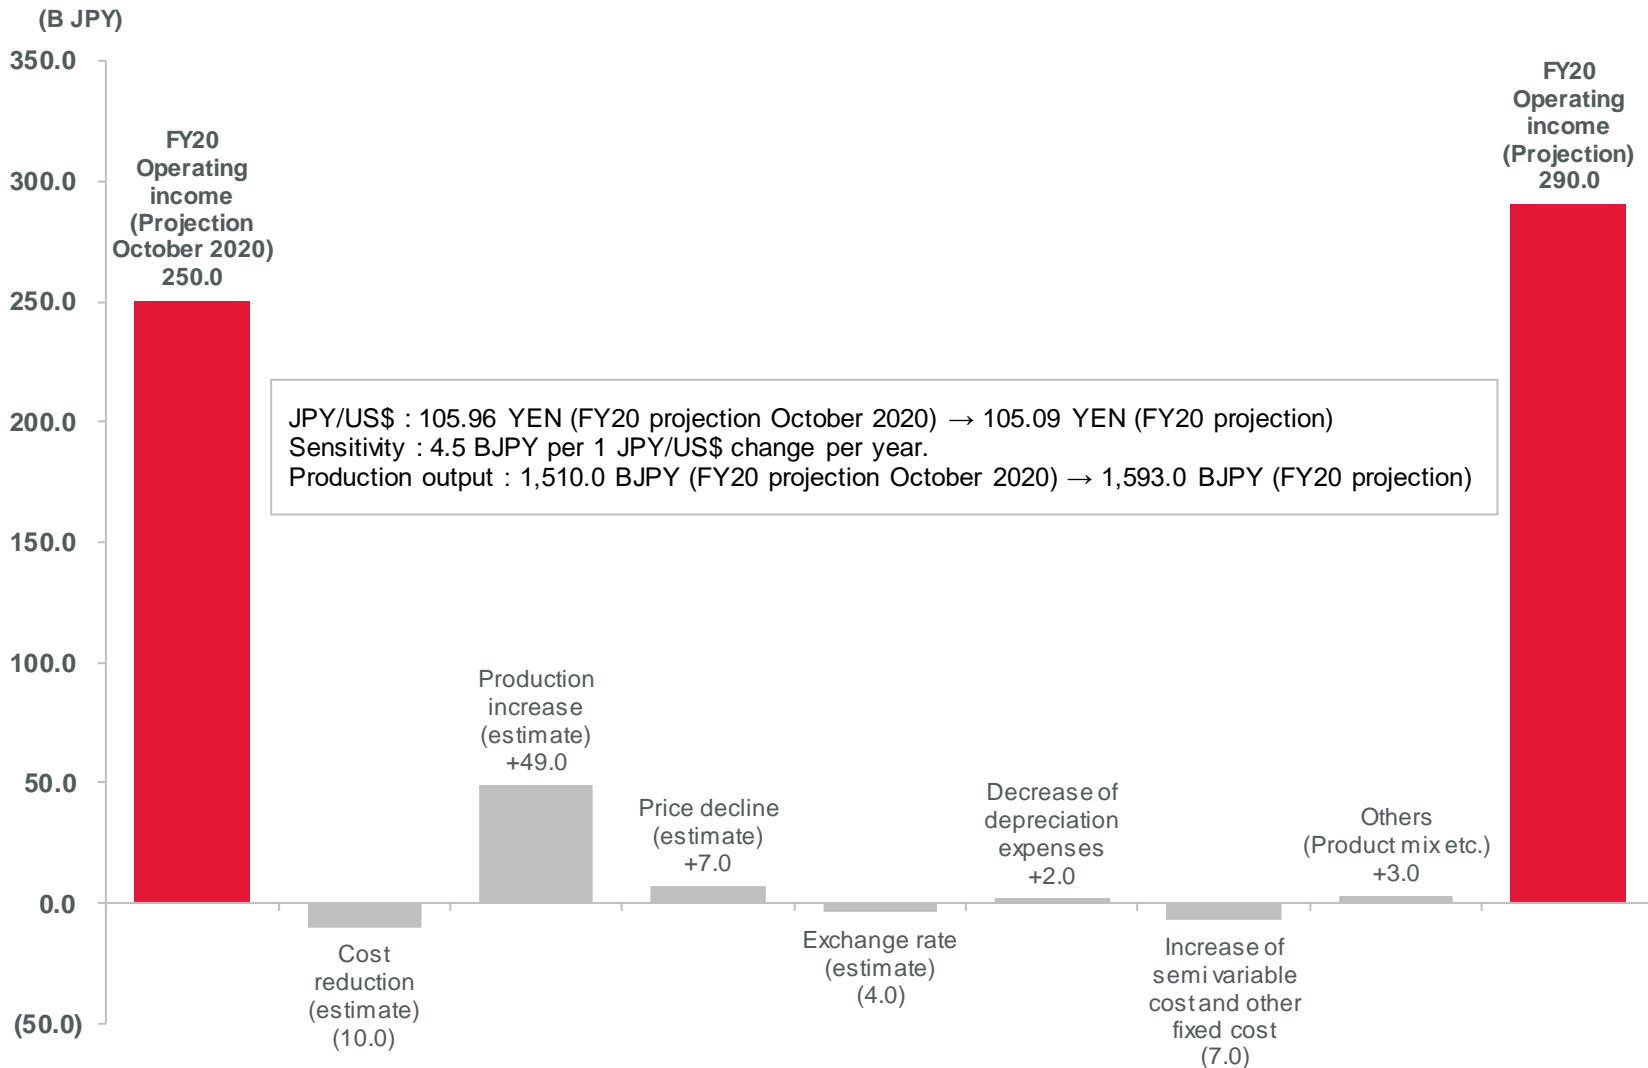 (B JPY)
350.0
300.0
250.0
200.0
150.0
100.0
50.0
0.0
(50.0)
FY20
Operating
income
(Projection
October 2020)
250.0
Cost
reduction
(estimate)
(10.0)
Production
increase
(estimate)
+49.0
Price decline
(estimate)
+7.0
Exchange rate
(estimate)
(4.0)
Decrease of
depreciation
expenses
+2.0
Increase of
semi variable
cost and other
fixed cost
(7.0)
Others
(Product mix etc.)
+3.0
FY20
Operating
income
(Projection)
290.0
JPY/US$ : 105.96 YEN (FY20 projection October 2020) → 105.09 YEN (FY20 projection)
Sensitivity : 4.5 BJPY per 1 JPY/US$ change per year.
Production output : 1,510.0 BJPY (FY20 projection October 2020) → 1,593.0 BJPY (FY20 projection)